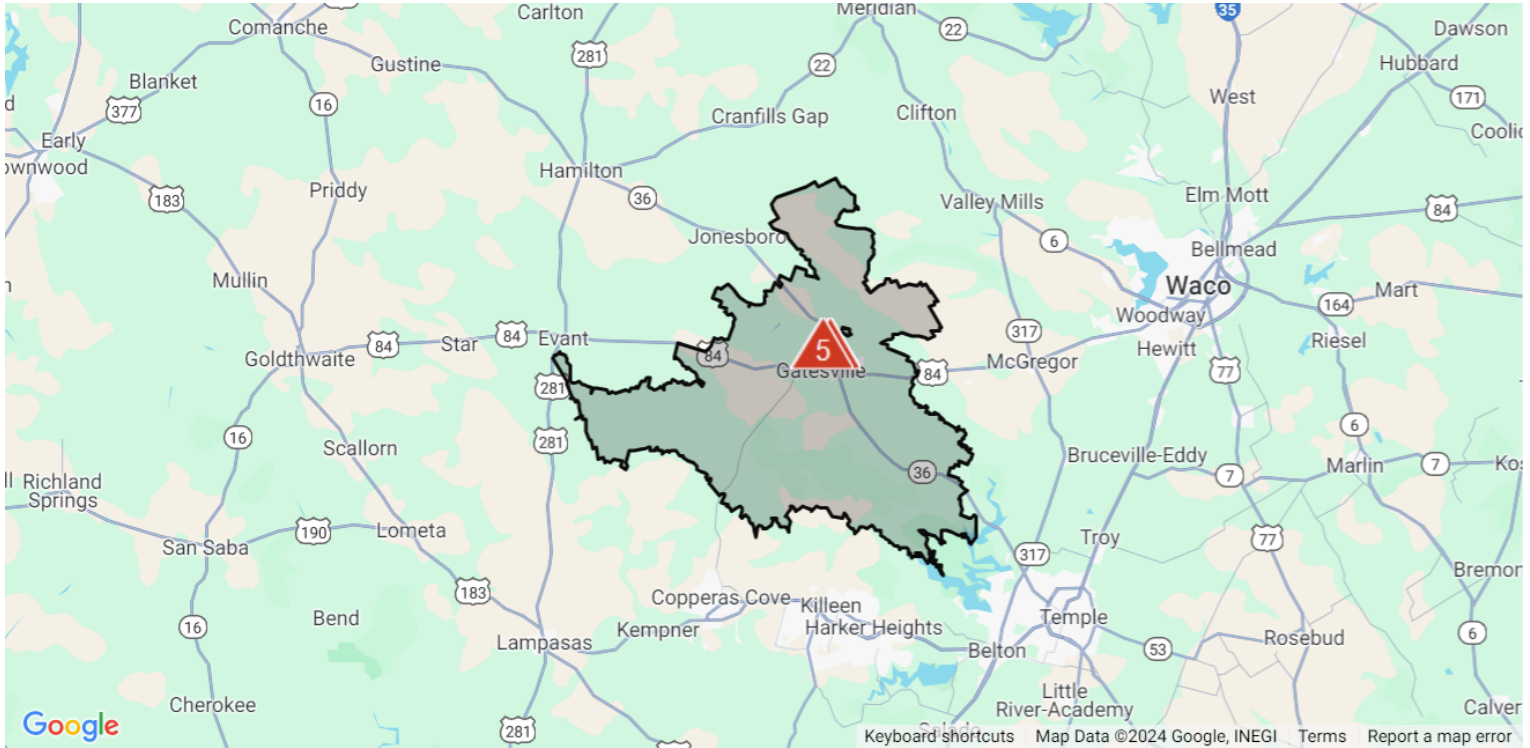 Carlton
Meridian
35
Comanche
281
22
Dawson
Gustine
22
Hubbard
Blanket
West
16
171
377
Cranfills Gap
Clifton
Early
Hamilton
Priddy
183
36
Elm Mott
Valley Mills
84
Jonesboro
6
Bellmead
Mullin
Waco
Mart
164
Woodway
84
Evant
317
Riesel
84
Star
Hewitt
Goldthwaite
5
84
McGregor
Gatesville
84
77
281
6
16
281
Scallorn
Bruceville-Eddy
Marlin
7
36
7
Richland
Springs
190
Lometa
77
Troy
San Saba
317
Bremon
183
Copperas Cove
Killeen
Temple
Bend
16
Kempner
Harker Heights
Rosebud
6
Lampasas
53
Belton
Little
River-Academy
Cherokee
Calver
Google
281
Salado
Keyboard shortcuts
Map Data ©2024 Google, INEGI
Terms
Report a map error